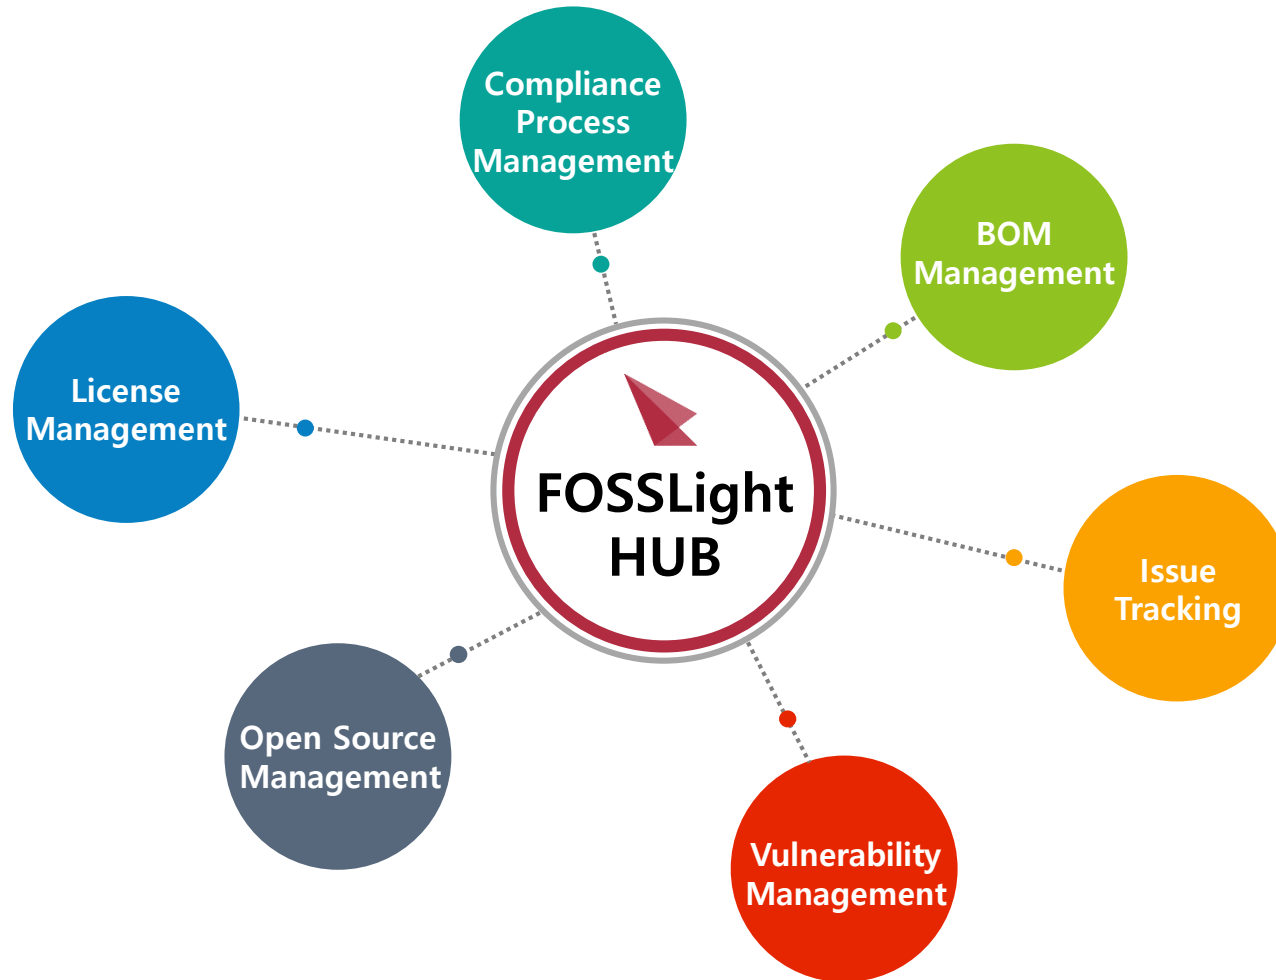 Compliance
Process
Management
BOM
Management
License
Management
FOSSLight
HUB
Issue
Tracking
Open Source
Management
Vulnerability
Management